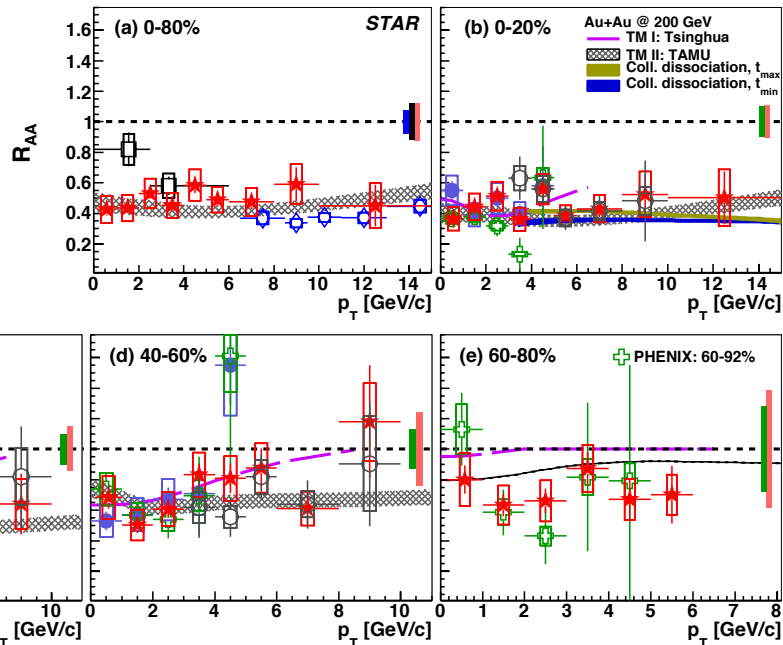 (a) 0-80%
STAR
(b) 0-20%
Au+Au @ 200 GeV
TM I: Tsinghua
TM II: TAMU
Coll. dissociation, t_max
Coll. dissociation, t_min
R_AA
1.6
1.4
1.2
1
0.8
0.6
0.4
0.2
0 2 4 6 8 10 12 14
0 2 4 6 8 10 12 14
p_T [GeV/c]
p_T [GeV/c]
(d) 40-60%
(e) 60-80%
PHENIX: 60-92%
10
0 2 4 6 8 10
0 1 2 3 4 5 6 7 8
p_T [GeV/c]
p_T [GeV/c]
p_T [GeV/c]